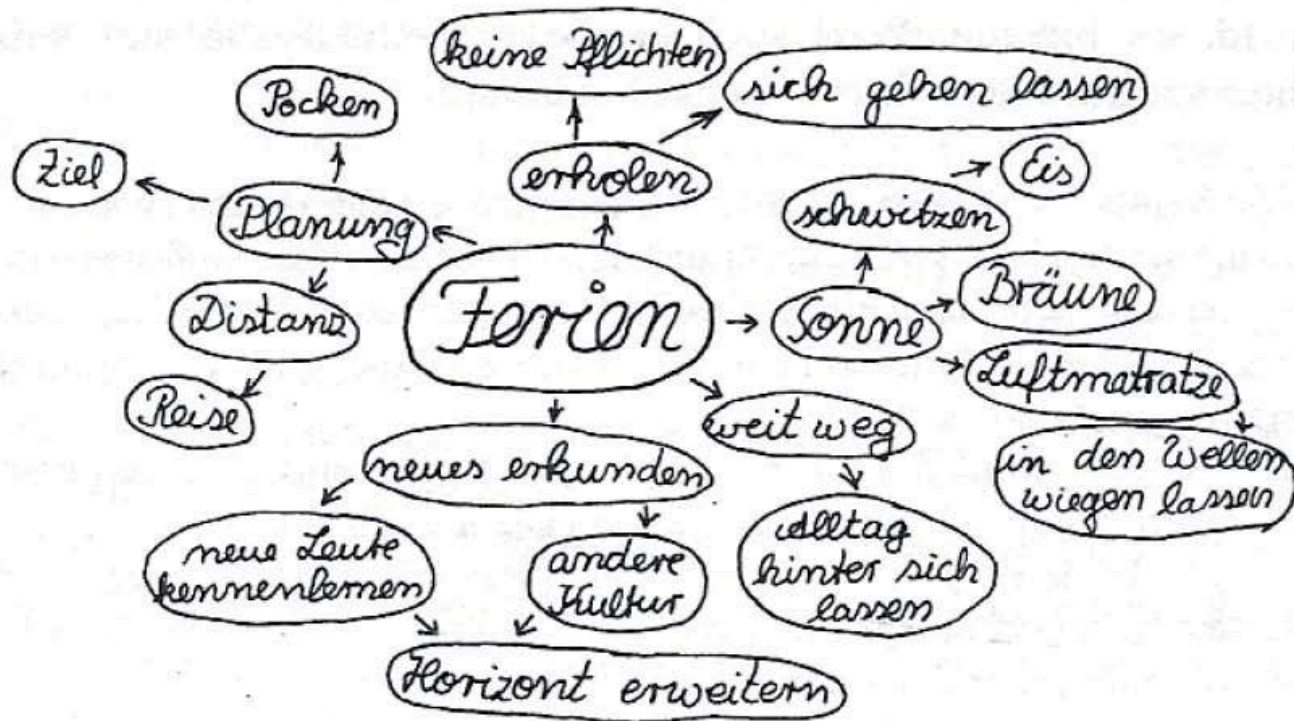 keine Pflichten
sich gehen lassen
Pocken
Ziel
erholen
Eis
Planung
schwitzen
Ferien
Sonne
Bräune
Distanz
Luftmatratze
Reise
weit weg
neues erkunden
in den Wellen
wiegen lassen
neue Leute
kennenlernen
andere
Kultur
Alltag
hinter sich
lassen
Horizont erweitern